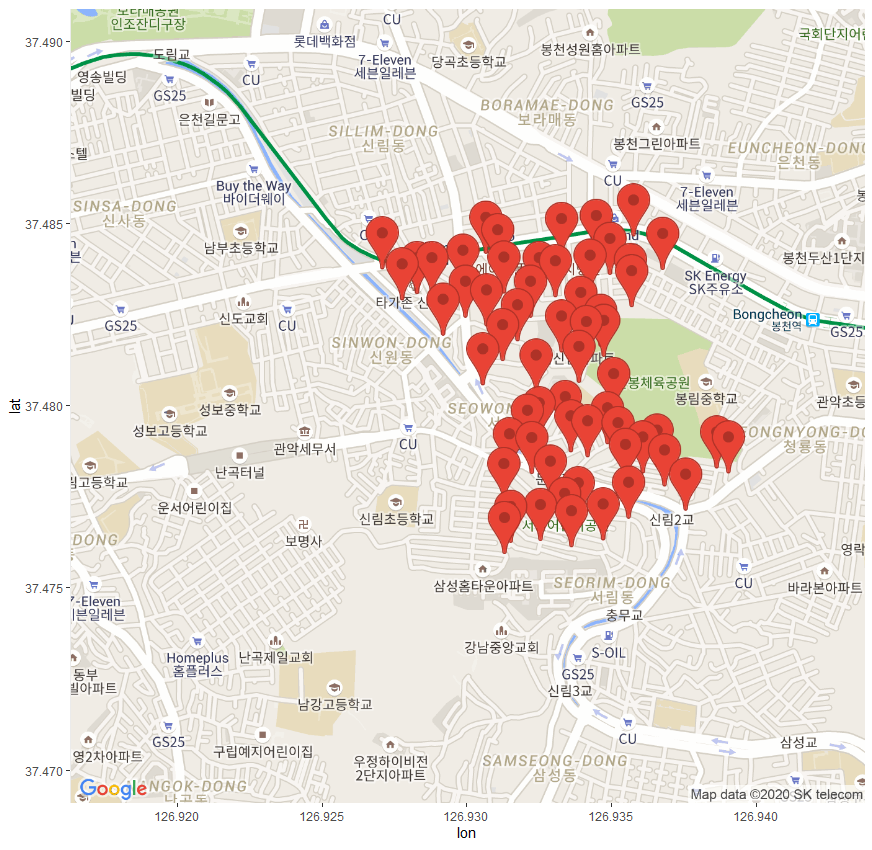 보라매공원
인조잔디구장
CU
롯데백화점
봉천성원홈아파트
국회단지어린
도림교
7-Eleven
세븐일레븐
당곡초등학교
영송빌딩
CU
GS25
GS25
빌딩
은천길문고
BORAMAE-DONG
보라매동
SILLIM-DONG
신림동
봉천그린아파트
EUNCHEON-DONG
은천동
스텔
Buy the Way
바이더웨이
CU
7-Eleven
세븐일레븐
SINSA-DONG
신사동
남부초등학교
봉천두산1단지
SK Energy
SK주유소
타가존 신
신도교회
GS25
CU
Bongcheon
봉천역
GS25
SINWON-DONG
신원동
봉체육공원
봉림중학교
성보중학교
관악초등
SEOWO
성보고등학교
관악세무서
CU
EONGNYONG-DONG
청룡동
림고등학교
난곡터널
운서어린이집
신림초등학교
신림2교
보명사
영락
삼성홈타운아파트
바라본아파트
CU
SEORIM-DONG
서림동
7-Eleven
븐일레븐
충무교
강남중앙교회
S-OIL
Homeplus
홈플러스
난곡제일교회
GS25
신림3교
동부
빌아파트
남강고등학교
GS25
CU
삼성교
영2차아파트
구립예지어린이집
우정하이비전
2단지아파트
SAMSEONG-DONG
삼성동
CU
Google
NGOK-DONG
난곡동
Map data ©2020 SK telecom
37.490
37.485
37.480
37.475
37.470
lat
126.920
126.925
126.930
126.935
126.940
lon